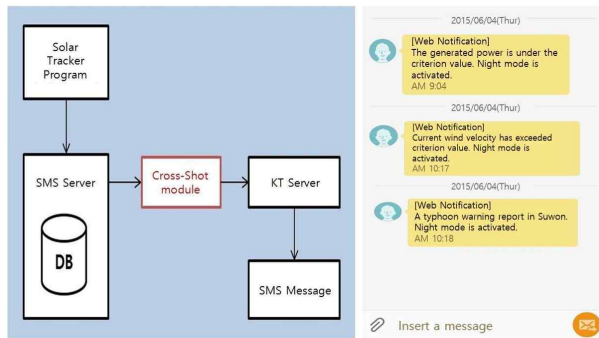 Solar
Tracker
Program
SMS Server
DB
Cross-Shot
module
KT Server
SMS Message
2015/06/04(Thur)
[Web Notification]
The generated power is under the
criterion value. Night mode is
activated.
AM 9:04
2015/06/04(Thur)
[Web Notification]
Current wind velocity has exceeded
criterion value. Night mode is
activated.
AM 10:17
2015/06/04(Thur)
[Web Notification]
A typhoon warning report in Suwon.
Night mode is activated.
AM 10:18
Insert a message